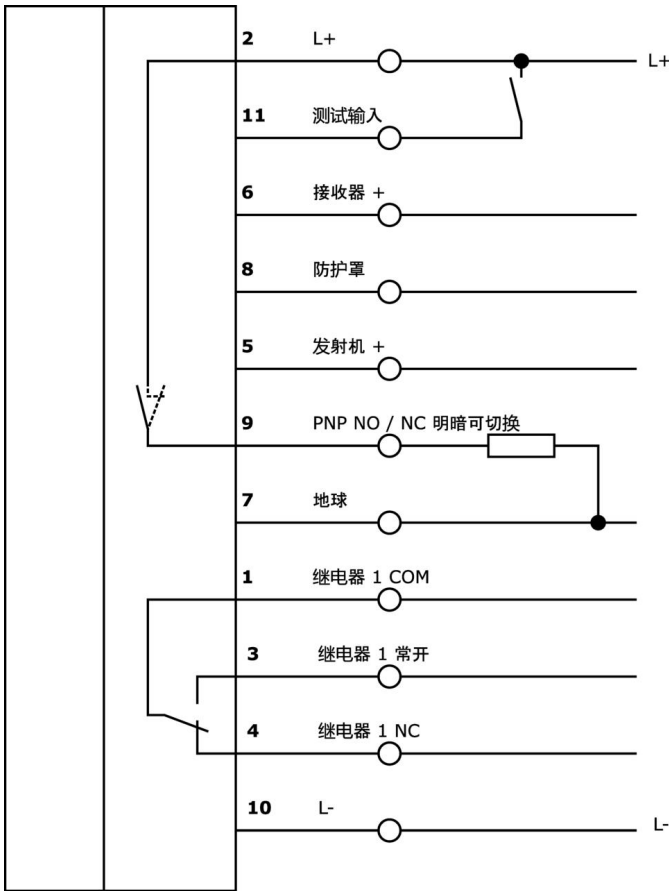 2 L+
L+
11 测试输入
6 接收器 +
8 防护罩
5 发射机 +
9 PNP NO / NC 明暗可切换
7 地球
1 继电器 1 COM
3 继电器 1 常开
4 继电器 1 NC
10 L-
L-